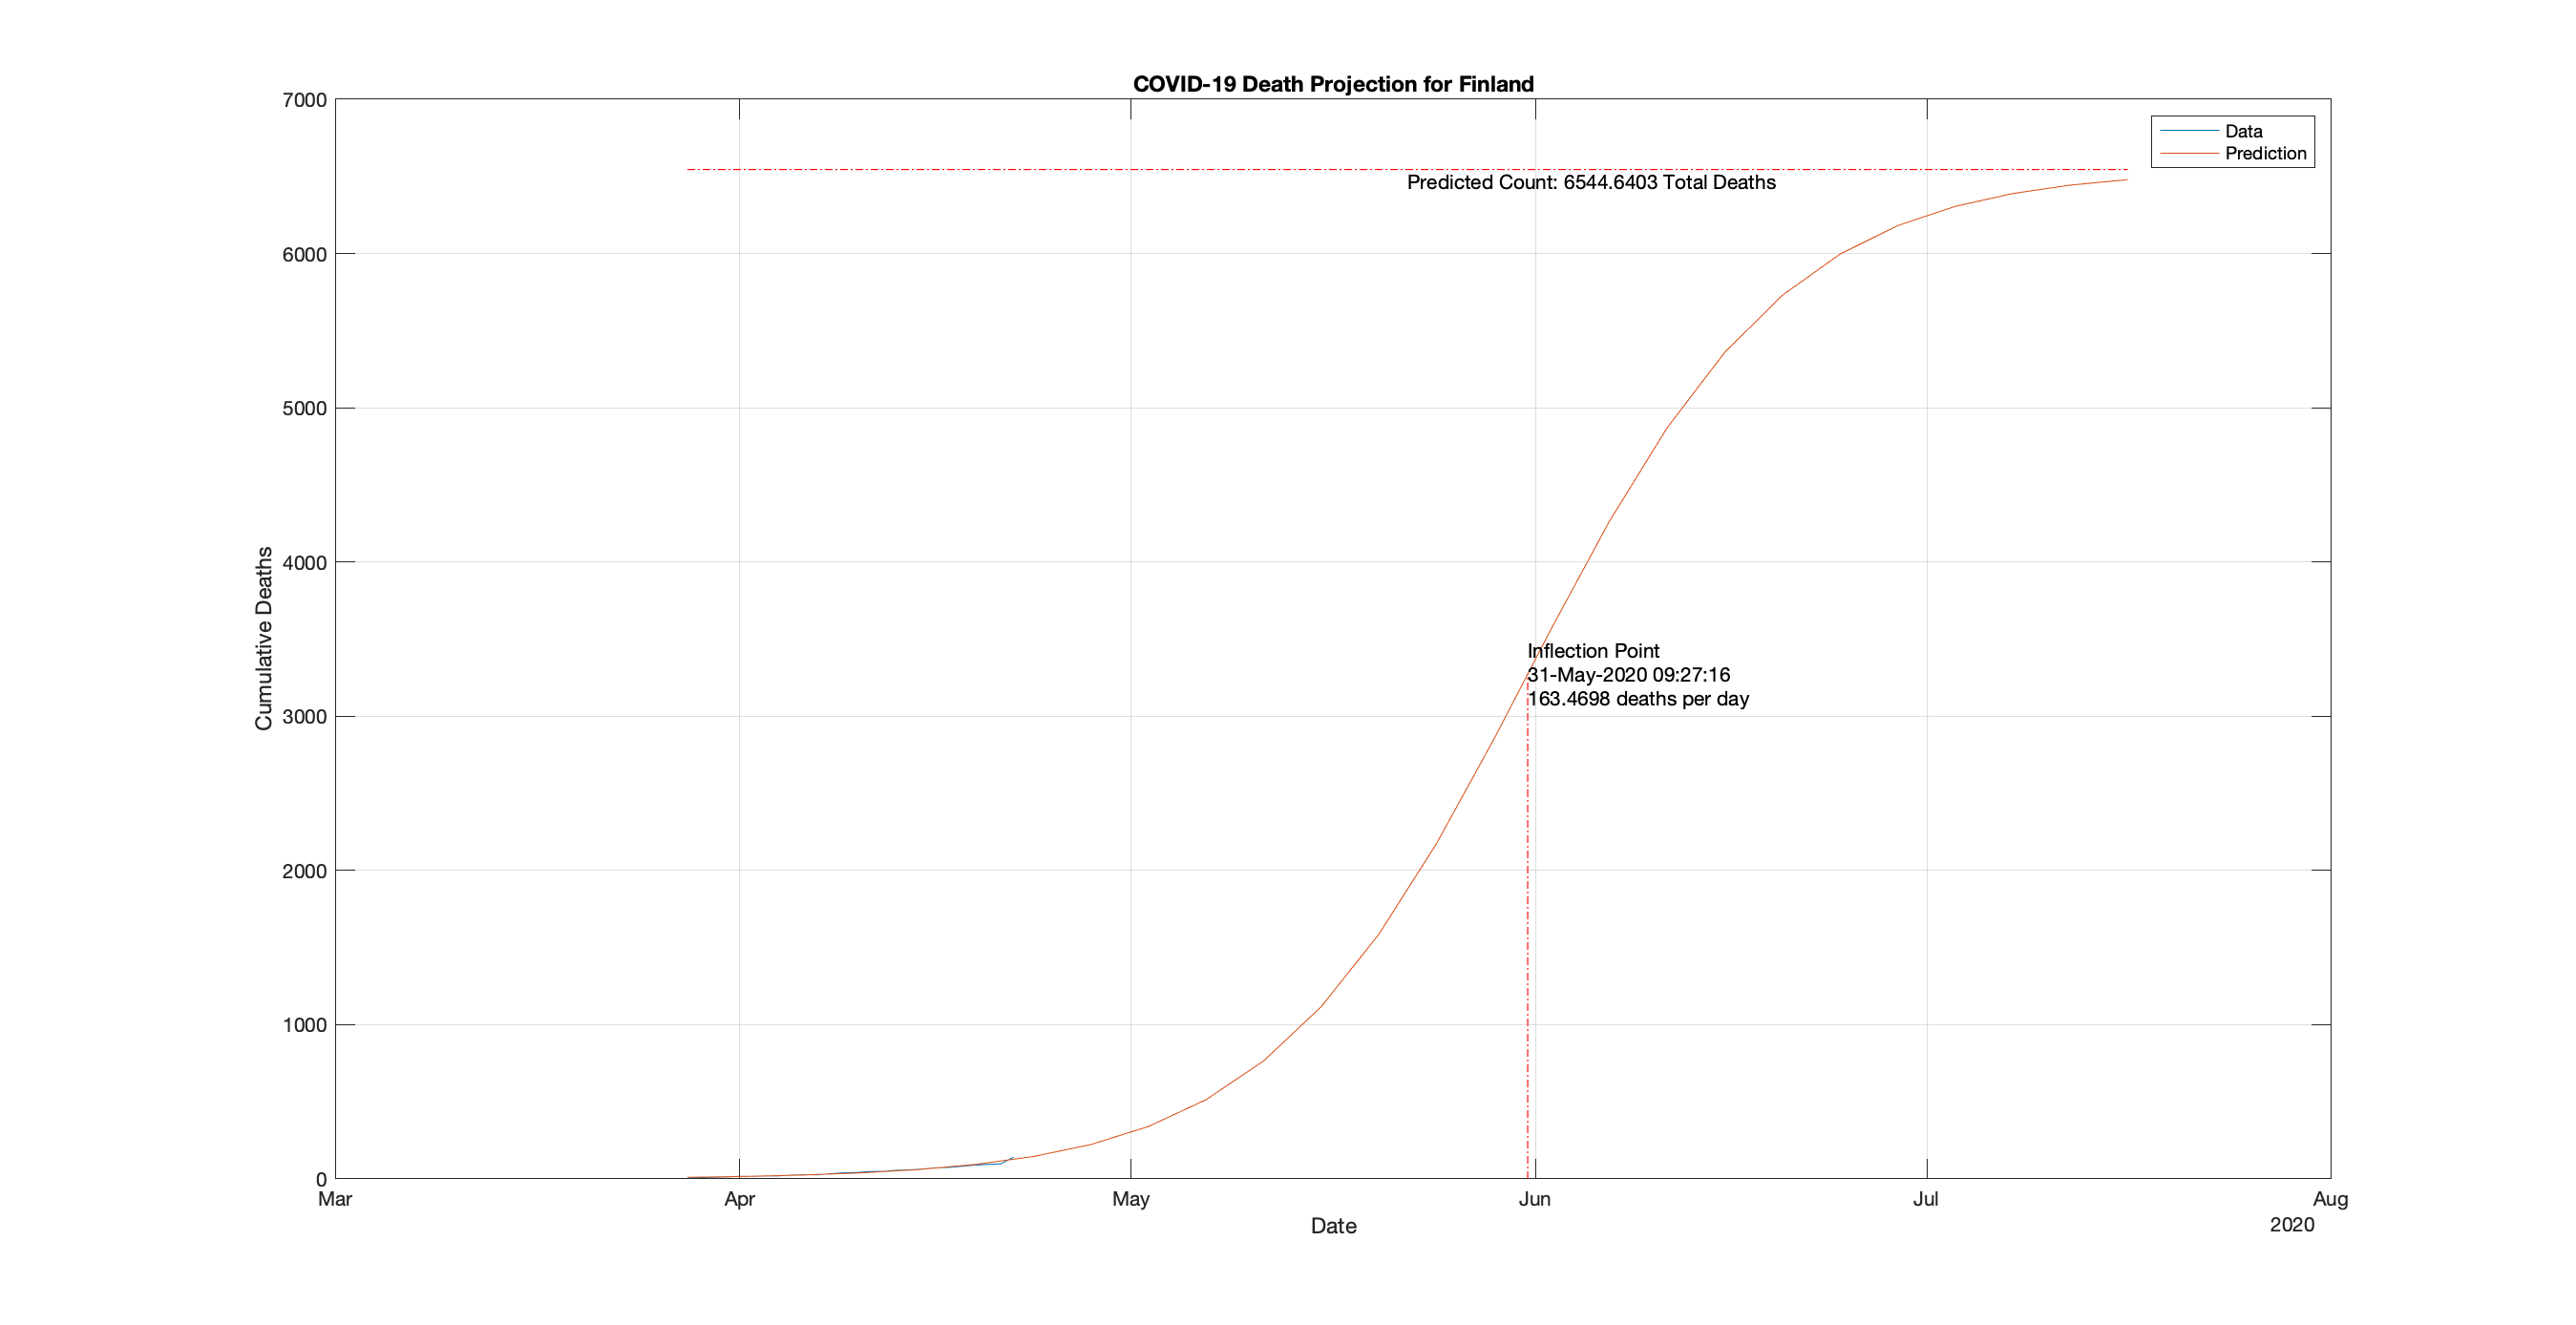 COVID-19 Death Projection for Finland
7000
6000
5000
4000
3000
2000
1000
0
Cumulative Deaths
Data
Prediction
Predicted Count: 6544.6403 Total Deaths
Inflection Point
31-May-2020 09:27:16
163.4698 deaths per day
Mar Apr May Jun Jul Aug
Date
2020